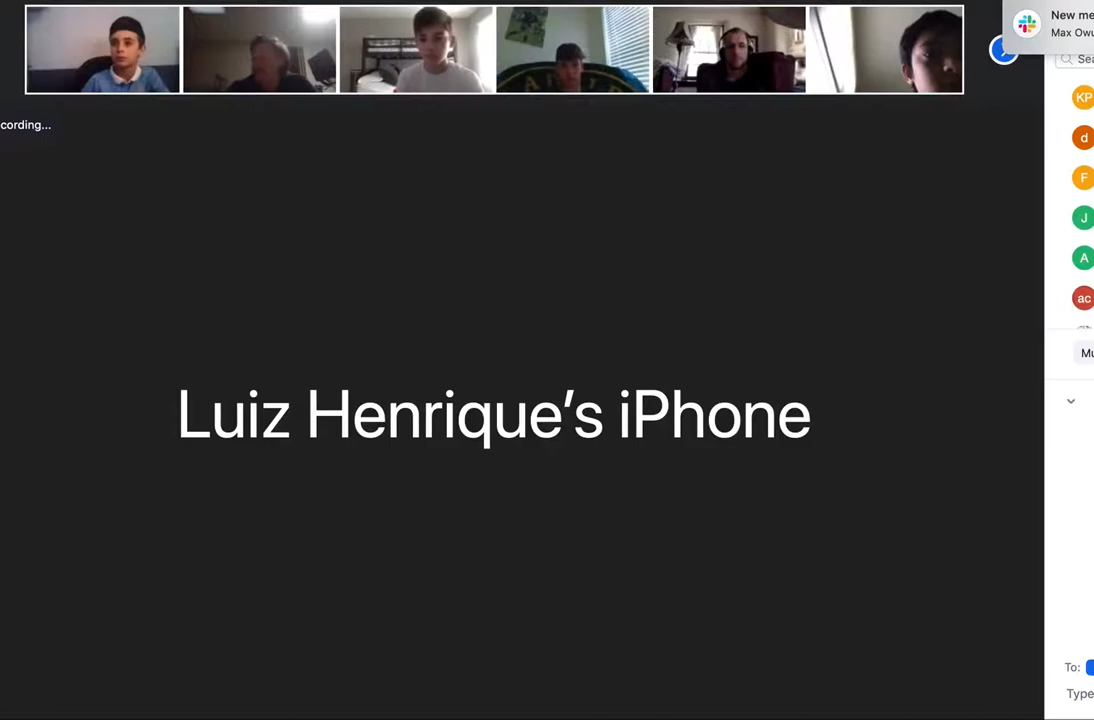 New me
Max Owu
Sea
cording...
KP
d
F
J
A
ac
Mu
Luiz Henrique’s iPhone
To:
Type